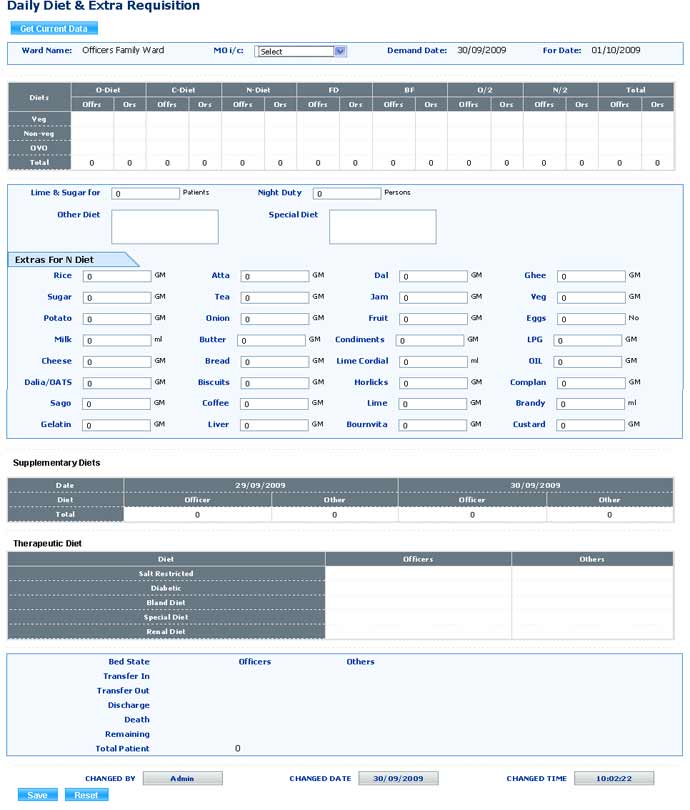 Daily Diet & Extra Requisition
Get Current Data
Ward Name: Officers Family Ward MO i/c: Select Demand Date: 30/09/2009 For Date: 01/10/2009
Diets O-Diet C-Diet N-Diet FD BF O/2 N/2 Total
Offrs Ors Offrs Ors Offrs Ors Offrs Ors Offrs Ors Offrs Ors Offrs Ors Offrs Ors
Veg
Non-veg
OVO
Total 0 0 0 0 0 0 0 0 0 0 0 0 0 0 0 0
Lime & Sugar for 0 Patients Night Duty 0 Persons
Other Diet Special Diet
Extras For N Diet
Rice 0 GM Atta 0 GM Dal 0 GM Ghee 0 GM
Sugar 0 GM Tea 0 GM Jam 0 GM Veg 0 GM
Potato 0 GM Onion 0 GM Fruit 0 GM Eggs 0 No
Milk 0 ml Butter 0 GM Condiments 0 GM LPG 0 GM
Cheese 0 GM Bread 0 GM Lime Cordial 0 ml OIL 0 GM
Dalia/OATS 0 GM Biscuits 0 GM Horlicks 0 GM Complan 0 GM
Sago 0 GM Coffee 0 GM Lime 0 GM Brandy 0 ml
Gelatin 0 GM Liver 0 GM Bournvita 0 GM Custard 0 GM
Supplementary Diets
Date 29/09/2009 30/09/2009
Diet Officer Other Officer Other
Total 0 0 0 0
Therapeutic Diet
Diet Officers Others
Salt Restricted
Diabetic
Bland Diet
Special Diet
Renal Diet
Bed State Officers Others
Transfer In
Transfer Out
Discharge
Death
Remaining
Total Patient 0
CHANGED BY Admin CHANGED DATE 30/09/2009 CHANGED TIME 10:02:22
Save Reset